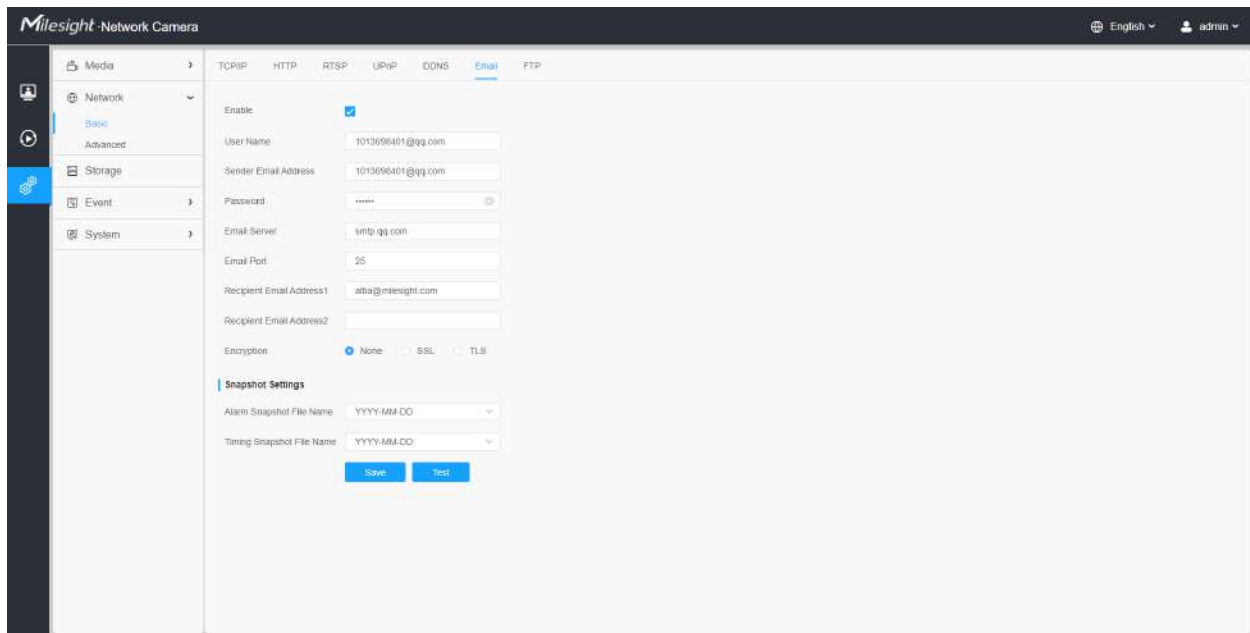 Milesight Network Camera
English
admin
Media
Network
Basic
Advanced
Storage
Event
System
TCP/IP HTTP RTSP UPnP DDNS Email FTP
Enable
User Name 1013698401@qq.com
Sender Email Address 1013698401@qq.com
Password ••••••
Email Server smtp.qq.com
Email Port 25
Recipient Email Address1 alba@milesight.com
Recipient Email Address2
Encryption None SSL TLS
Snapshot Settings
Alarm Snapshot File Name YYYY-MM-DD
Timing Snapshot File Name YYYY-MM-DD
Save Test